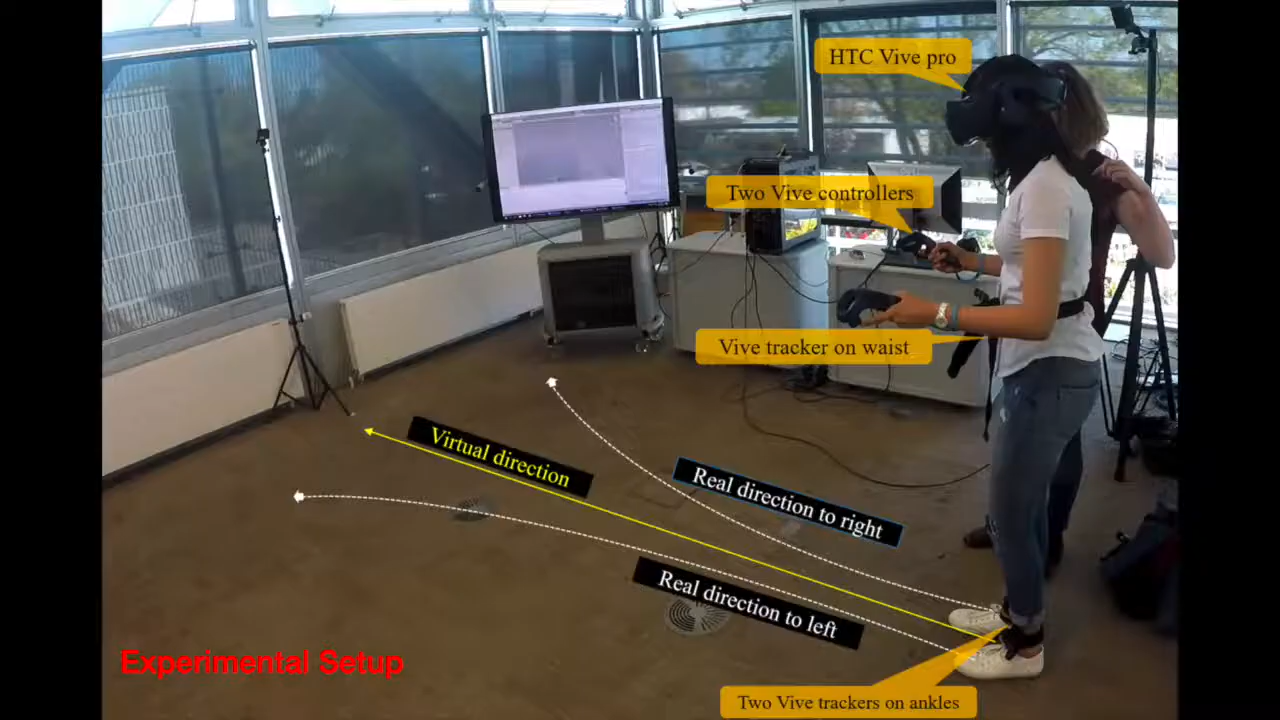 HTC Vive pro
Two Vive controllers
Vive tracker on waist
Virtual direction
Real direction to right
Real direction to left
Experimental Setup
Two Vive trackers on ankles